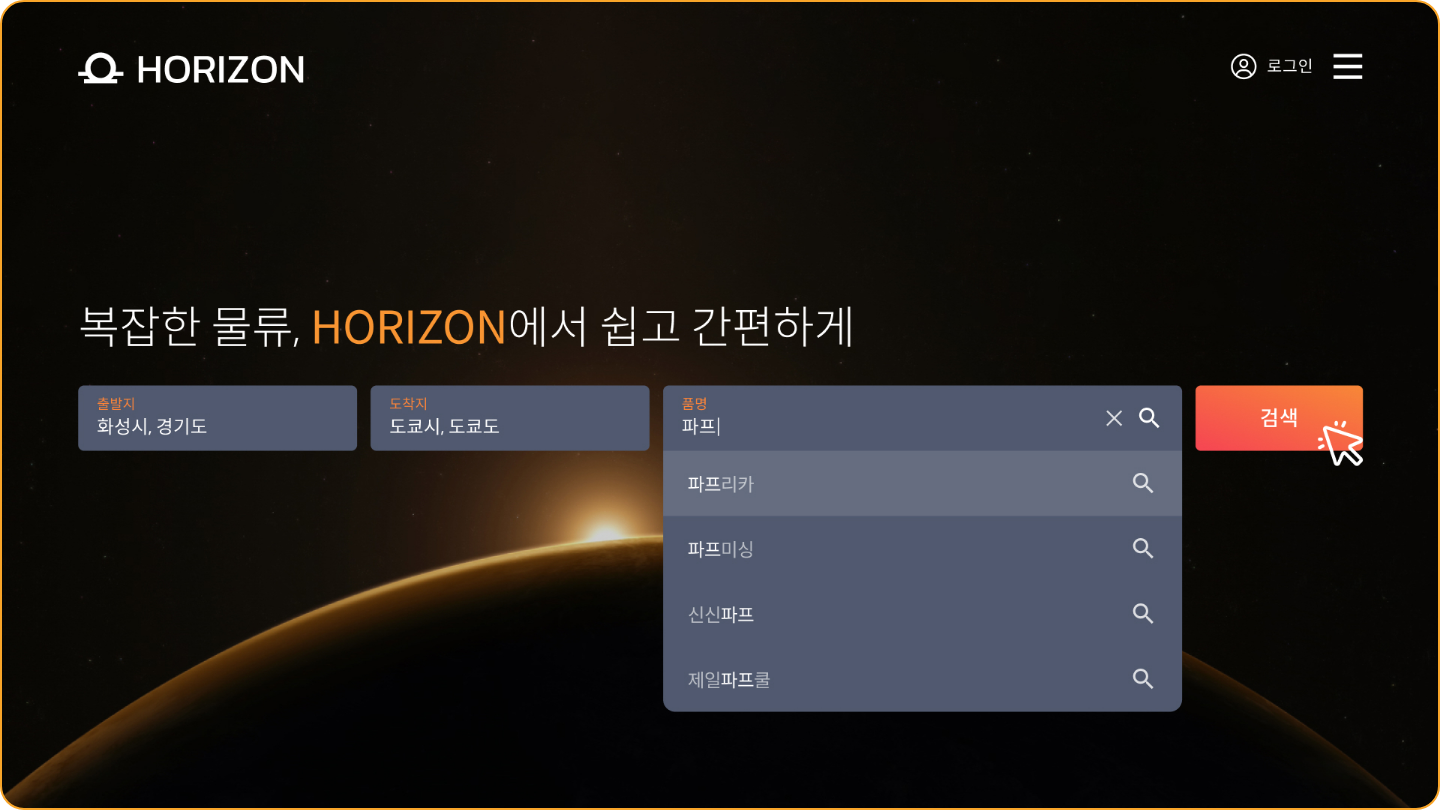 HORIZON
로그인
복잡한 물류, HORIZON에서 쉽고 간편하게
출발지
화성시, 경기도
도착지
도쿄시, 도쿄도
품명
파프
검색
파프리카
파프미싱
신신파프
제일파프쿨